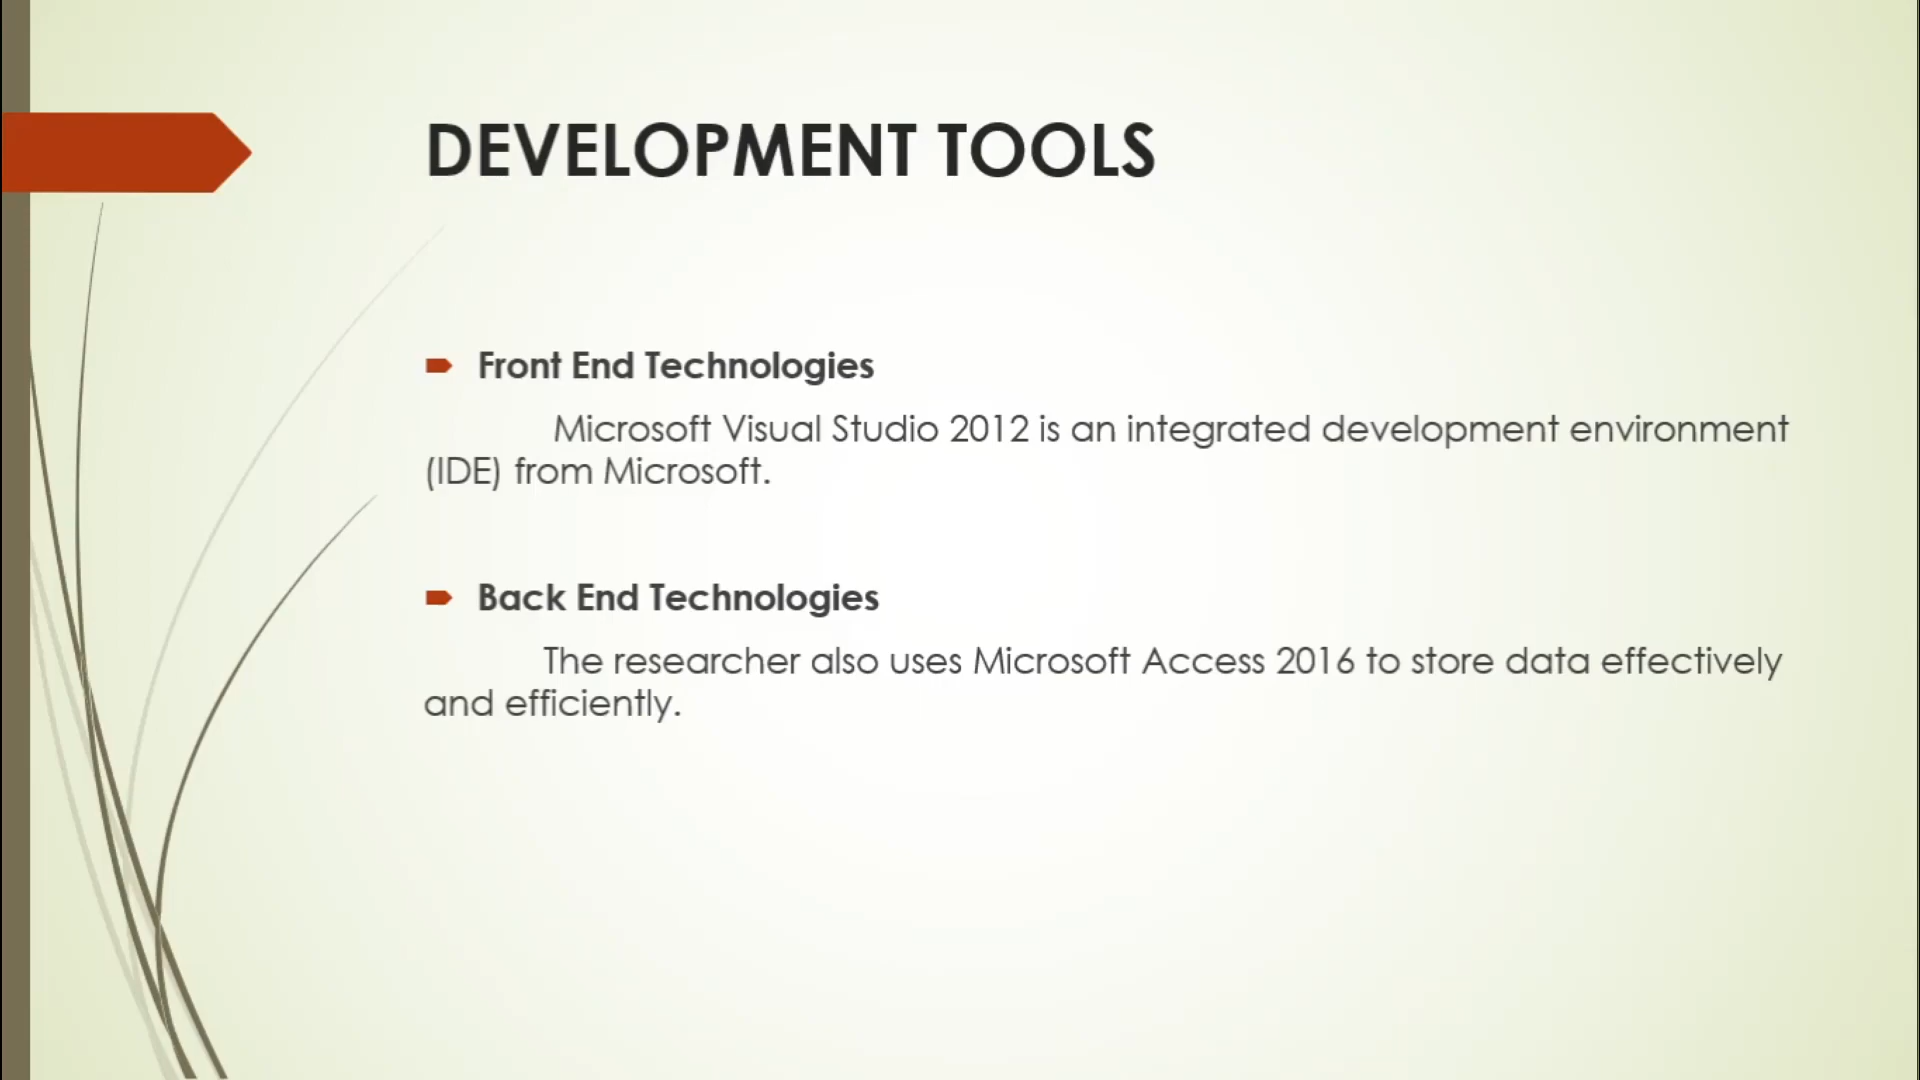 DEVELOPMENT TOOLS
Front End Technologies
Microsoft Visual Studio 2012 is an integrated development environment
(IDE) from Microsoft.
Back End Technologies
The researcher also uses Microsoft Access 2016 to store data effectively
and efficiently.